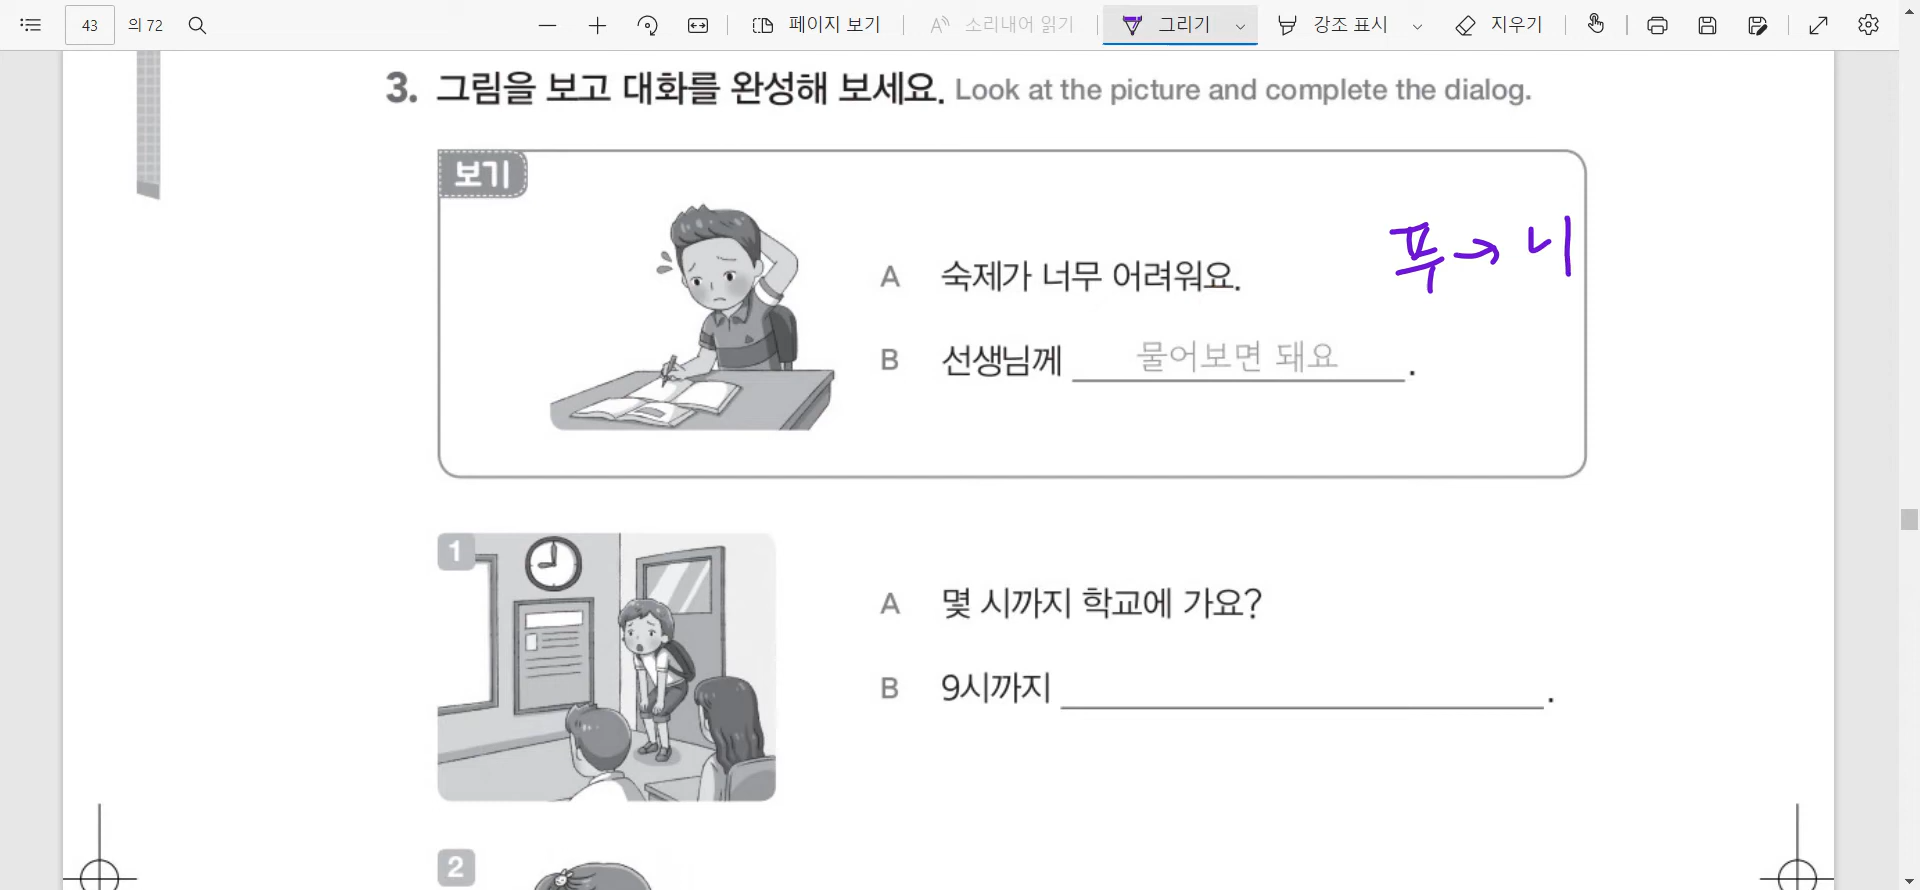 43 의 72 페이지 보기 A 소리내어 읽기 그리기 강조 표시 지우기
3. 그림을 보고 대화를 완성해 보세요. Look at the picture and complete the dialog.
보기
푸→니
A 숙제가 너무 어려워요.
B 선생님께 물어보면 돼요.
1
A 몇 시까지 학교에 가요?
B 9시까지 .
2